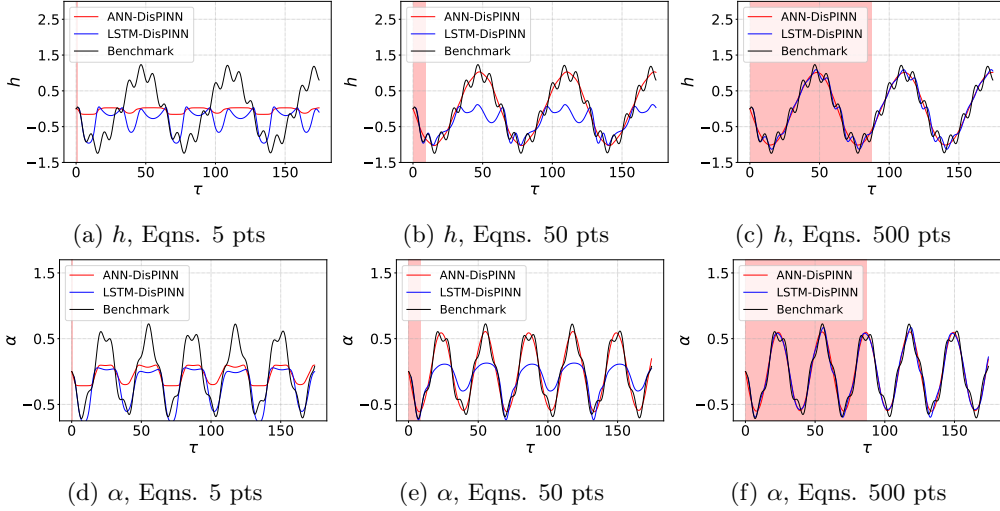 ANN-DisPINN
LSTM-DisPINN
Benchmark
2.5
1.5
0.5
−0.5
−1.5
h
0
50
100
150
τ
(a) h, Eqns. 5 pts
ANN-DisPINN
LSTM-DisPINN
Benchmark
2.5
1.5
0.5
−0.5
−1.5
h
0
50
100
150
τ
(b) h, Eqns. 50 pts
ANN-DisPINN
LSTM-DisPINN
Benchmark
2.5
1.5
0.5
−0.5
−1.5
h
0
50
100
150
τ
(c) h, Eqns. 500 pts
ANN-DisPINN
LSTM-DisPINN
Benchmark
1.5
0.5
−0.5
α
0
50
100
150
τ
(d) α, Eqns. 5 pts
ANN-DisPINN
LSTM-DisPINN
Benchmark
1.5
0.5
−0.5
α
0
50
100
150
τ
(e) α, Eqns. 50 pts
ANN-DisPINN
LSTM-DisPINN
Benchmark
1.5
0.5
−0.5
α
0
50
100
150
τ
(f) α, Eqns. 500 pts